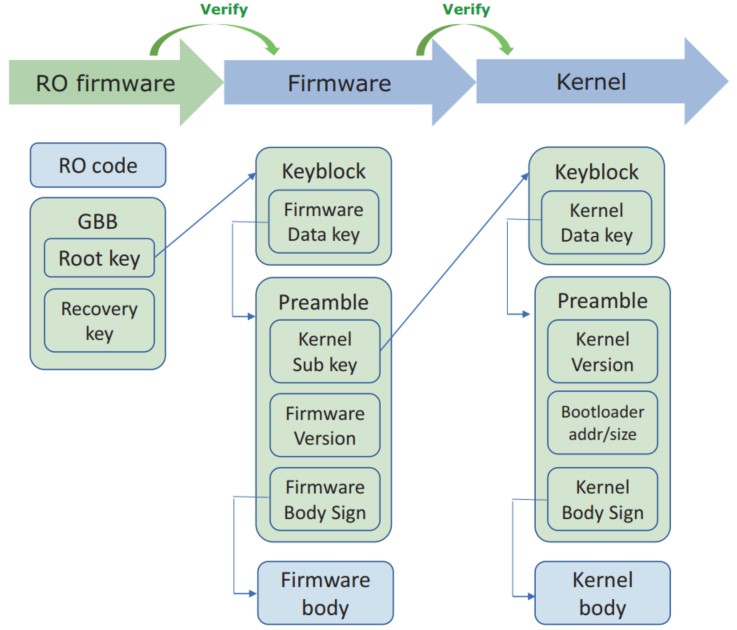 Verify
Verify
RO firmware
Firmware
Kernel
RO code
GBB
Root key
Recovery
key
Keyblock
Firmware
Data key
Preamble
Kernel
Sub key
Firmware
Version
Firmware
Body Sign
Firmware
body
Keyblock
Kernel
Data key
Preamble
Kernel
Version
Bootloader
addr/size
Kernel
Body Sign
Kernel
body